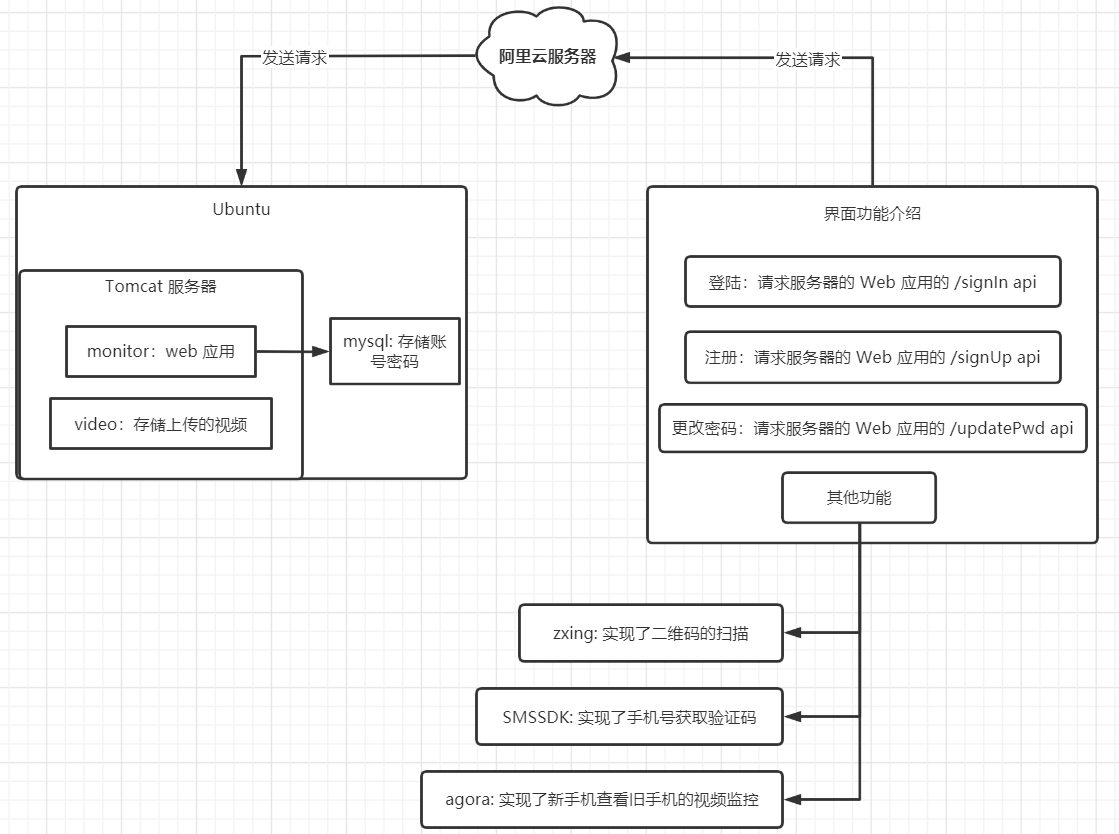 发送请求
阿里云服务器
发送请求
Ubuntu
Tomcat 服务器
monitor：web 应用
mysql: 存储账
号密码
video：存储上传的视频
界面功能介绍
登陆：请求服务器的 Web 应用的 /signIn api
注册：请求服务器的 Web 应用的 /signUp api
更改密码：请求服务器的 Web 应用的 /updatePwd api
其他功能
zxing: 实现了二维码的扫描
SMSSDK: 实现了手机号获取验证码
agora: 实现了新手机查看旧手机的视频监控